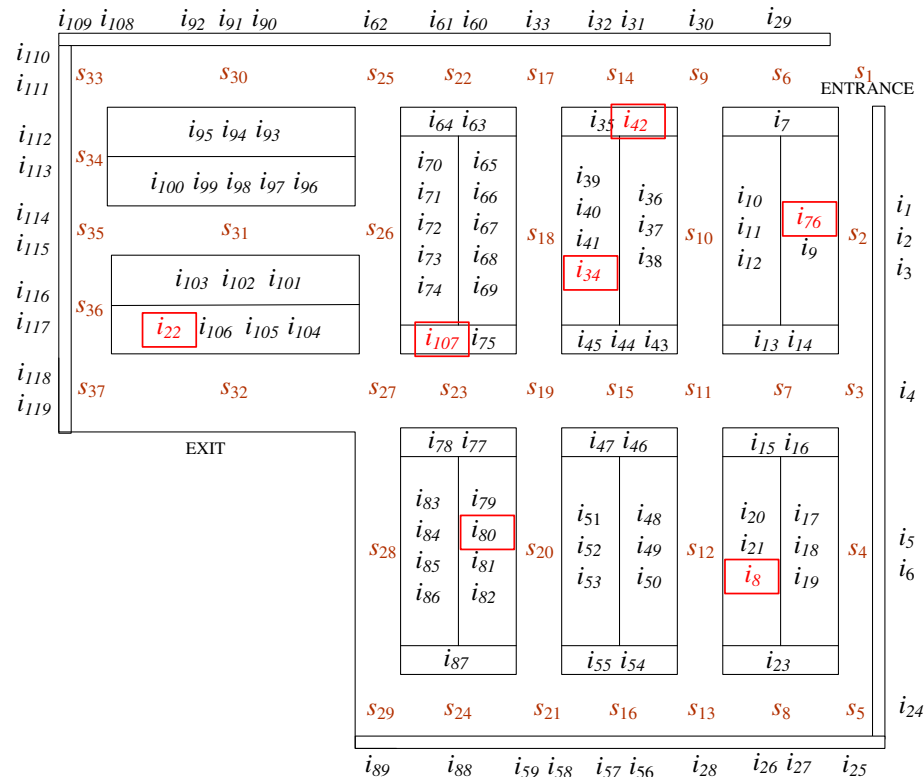 i109 i108 i92 i91 i90 i62 i61 i60 i33 i32 i31 i30 i29
i110
s33 s30 s25 s22 s17 s14 s9 s6 s1
i111
ENTRANCE
i95 i94 i93 i64 i63 i35 i42 i7
i112
s34
i113
i100 i99 i98 i97 i96
i70 i65
i71 i66
i72 i67
i73 i68
i74 i69
i39
i40
i41
i34
i36
i37
i38
i10
i11
i12
i76
i9
i1
i2
i3
i114
i115
s35 s31 s26 s18 s10 s2
i103 i102 i101
i116
s36
i117
i22 i106 i105 i104
i107 i75 i45 i44 i43 i13 i14
i118
s37 s32 s27 s23 s19 s15 s11 s7 s3 i4
i119
EXIT
i78 i77 i47 i46 i15 i16
i83 i79
i84 i80
i85 i81
i86 i82
i51 i48
i52 i49
i53 i50
i20 i17
i21 i18
i8 i19
i5
i6
s28 s20 s12 s4
i87 i55 i54 i23
s29 s24 s21 s16 s13 s8 s5 i24
i89 i88 i59 i58 i57 i56 i28 i26 i27 i25